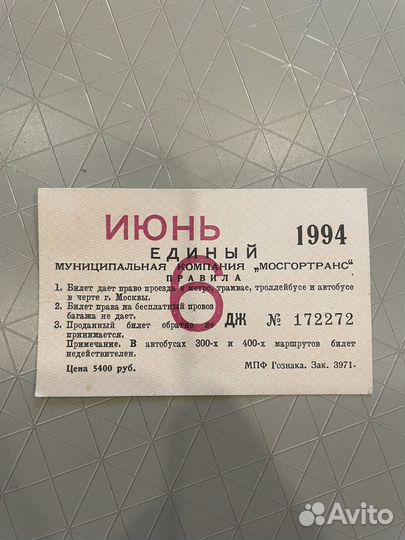 ИЮНЬ 1994
ЕДИНЫЙ
МУНИЦИПАЛЬНАЯ КОМПАНИЯ „МОСГОРТРАНС“
ПРАВИЛА
1. Билет дает право проезда в метро, трамвае, троллейбусе и автобусе
в черте г. Москвы.
2. Билет права на бесплатный провоз
багажа не дает.
3. Проданный билет обратно не
принимается.
6
ДЖ № 172272
Примечание. В автобусах 300-х и 400-х маршрутов билет
недействителен.
Цена 5400 руб. МПФ Гознака. Зак. 3971.
Avito